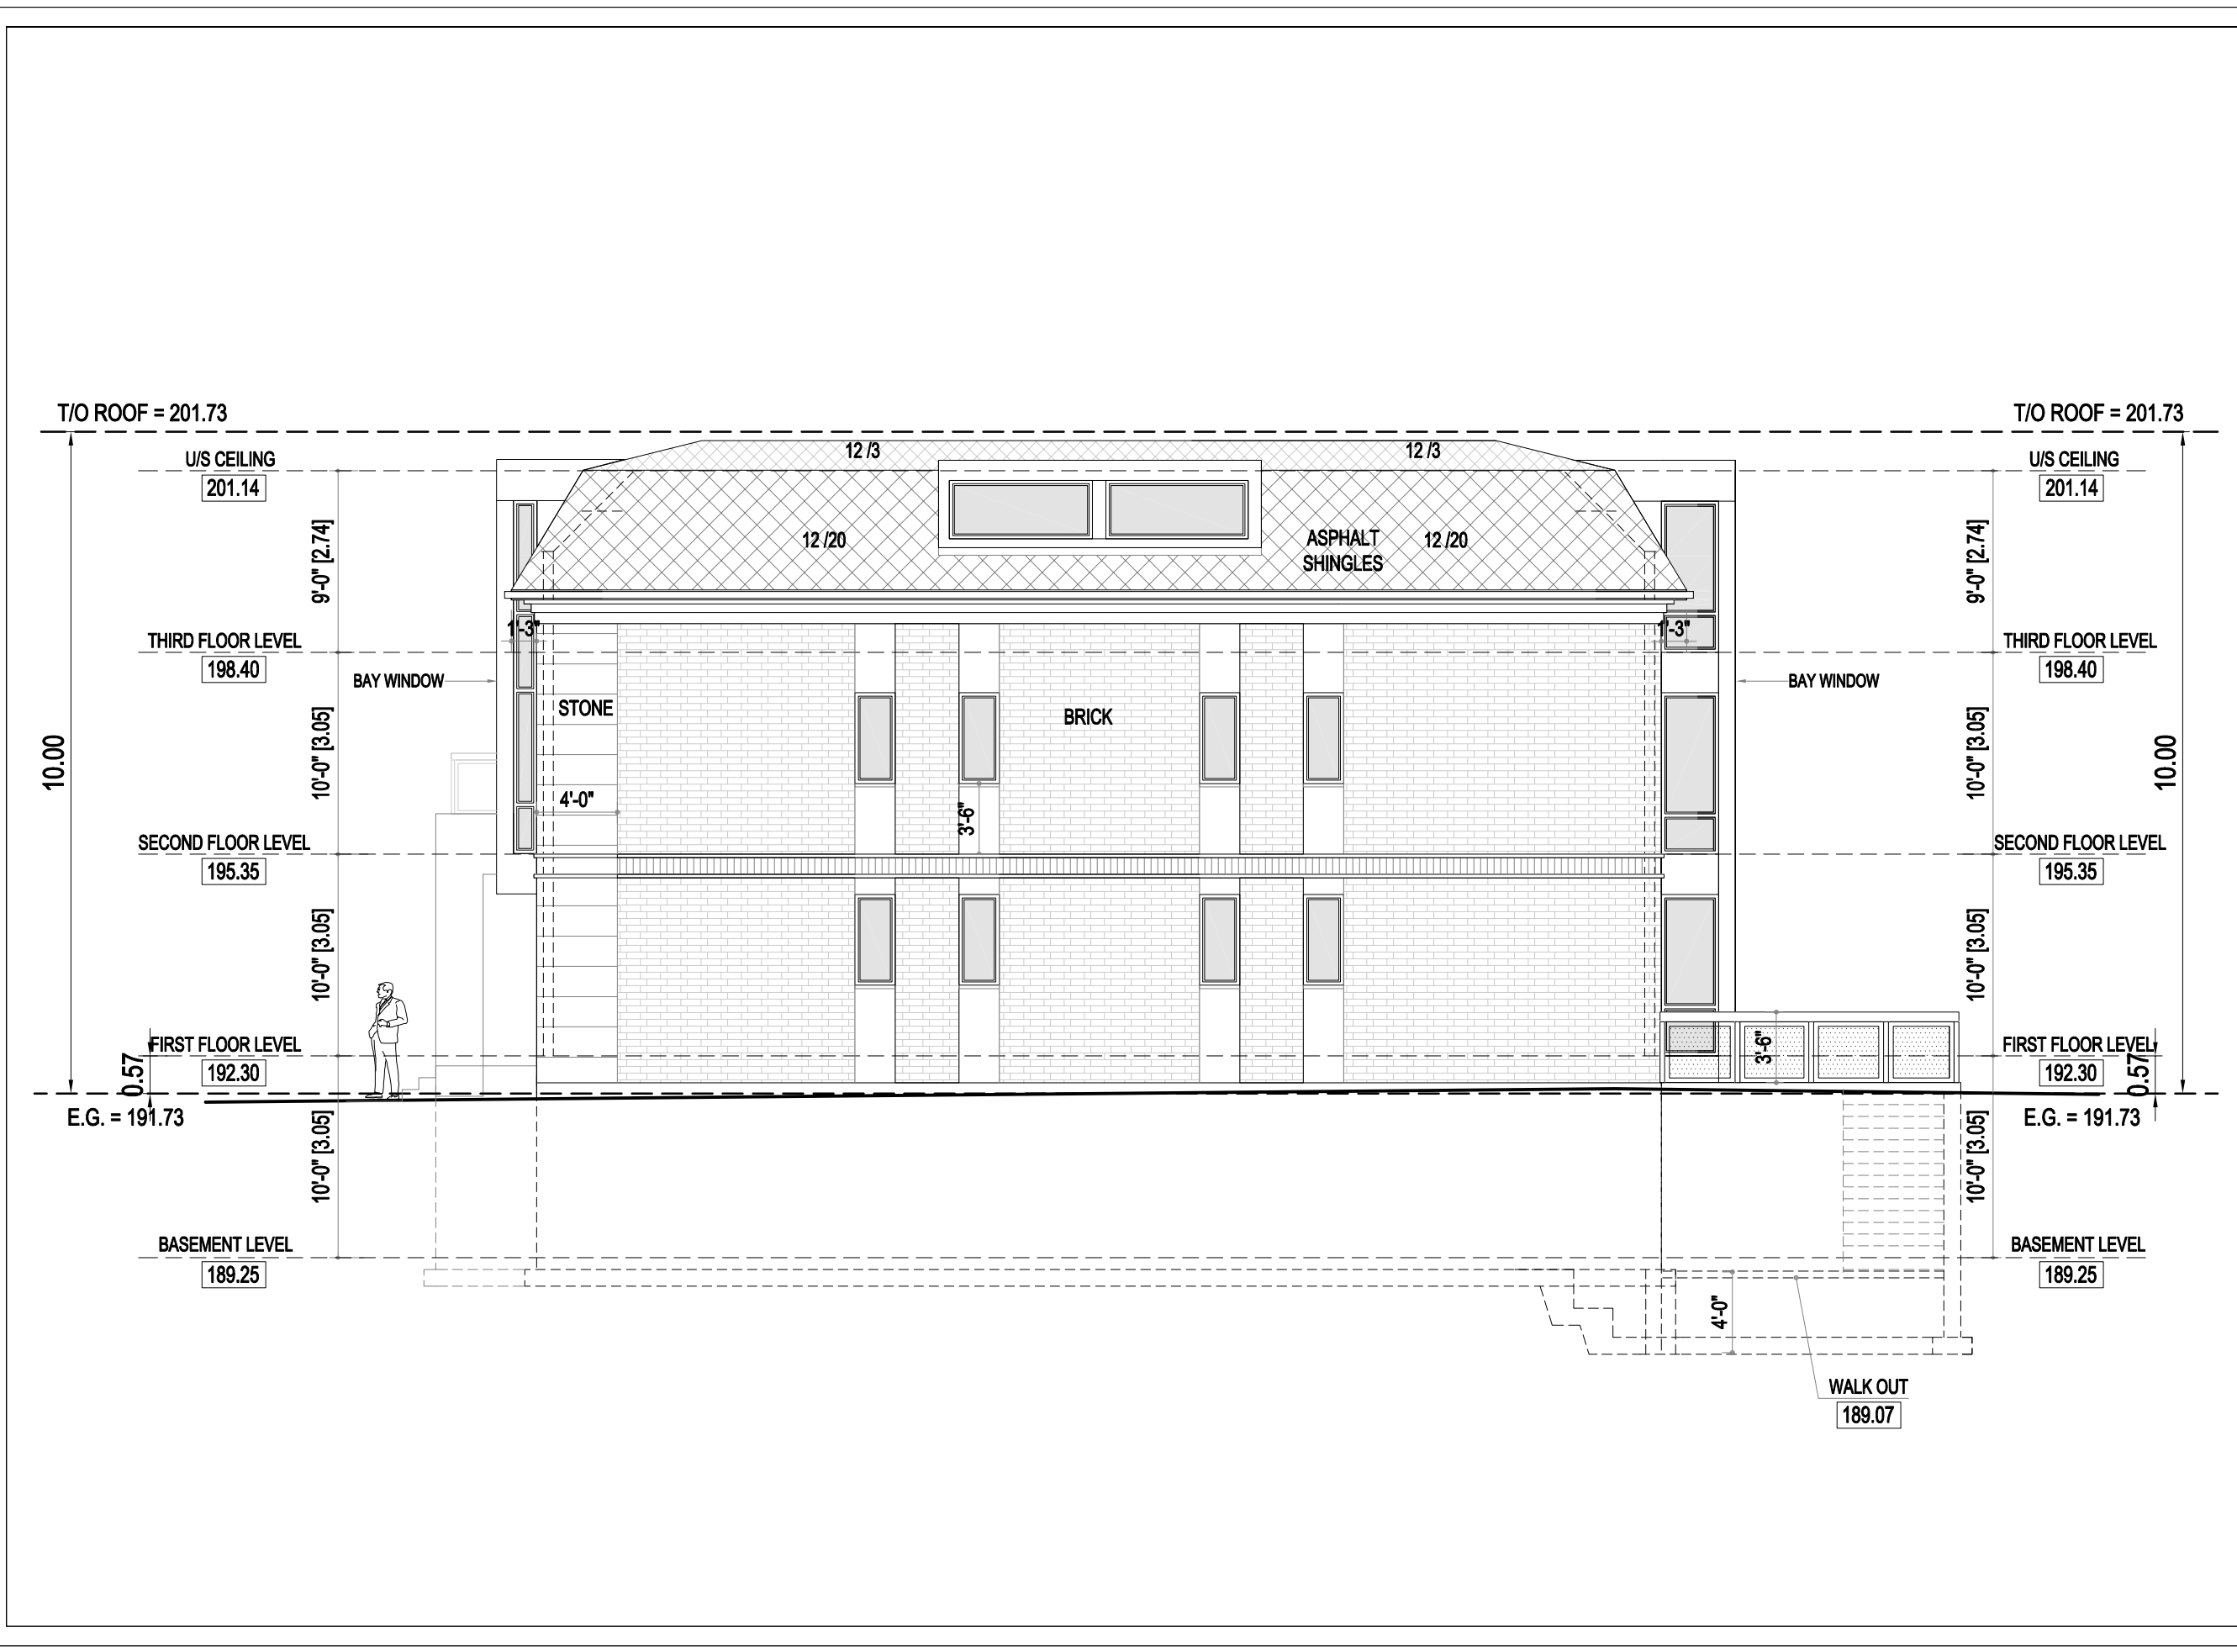 T/O ROOF = 201.73
T/O ROOF = 201.73
12 /3
12 /3
U/S CEILING
201.14
U/S CEILING
201.14
9'-0" [2.74]
12 /20
ASPHALT
SHINGLES
12 /20
9'-0" [2.74]
1'-3"
1'-3"
THIRD FLOOR LEVEL
198.40
THIRD FLOOR LEVEL
198.40
BAY WINDOW
BAY WINDOW
STONE
BRICK
10.00
10'-0" [3.05]
10'-0" [3.05]
10.00
4'-0"
3'-6"
SECOND FLOOR LEVEL
195.35
SECOND FLOOR LEVEL
195.35
10'-0" [3.05]
10'-0" [3.05]
FIRST FLOOR LEVEL
192.30
3'-6"
FIRST FLOOR LEVEL
192.30
0.57
0.57
E.G. = 191.73
E.G. = 191.73
10'-0" [3.05]
10'-0" [3.05]
BASEMENT LEVEL
189.25
BASEMENT LEVEL
189.25
4'-0"
WALK OUT
189.07